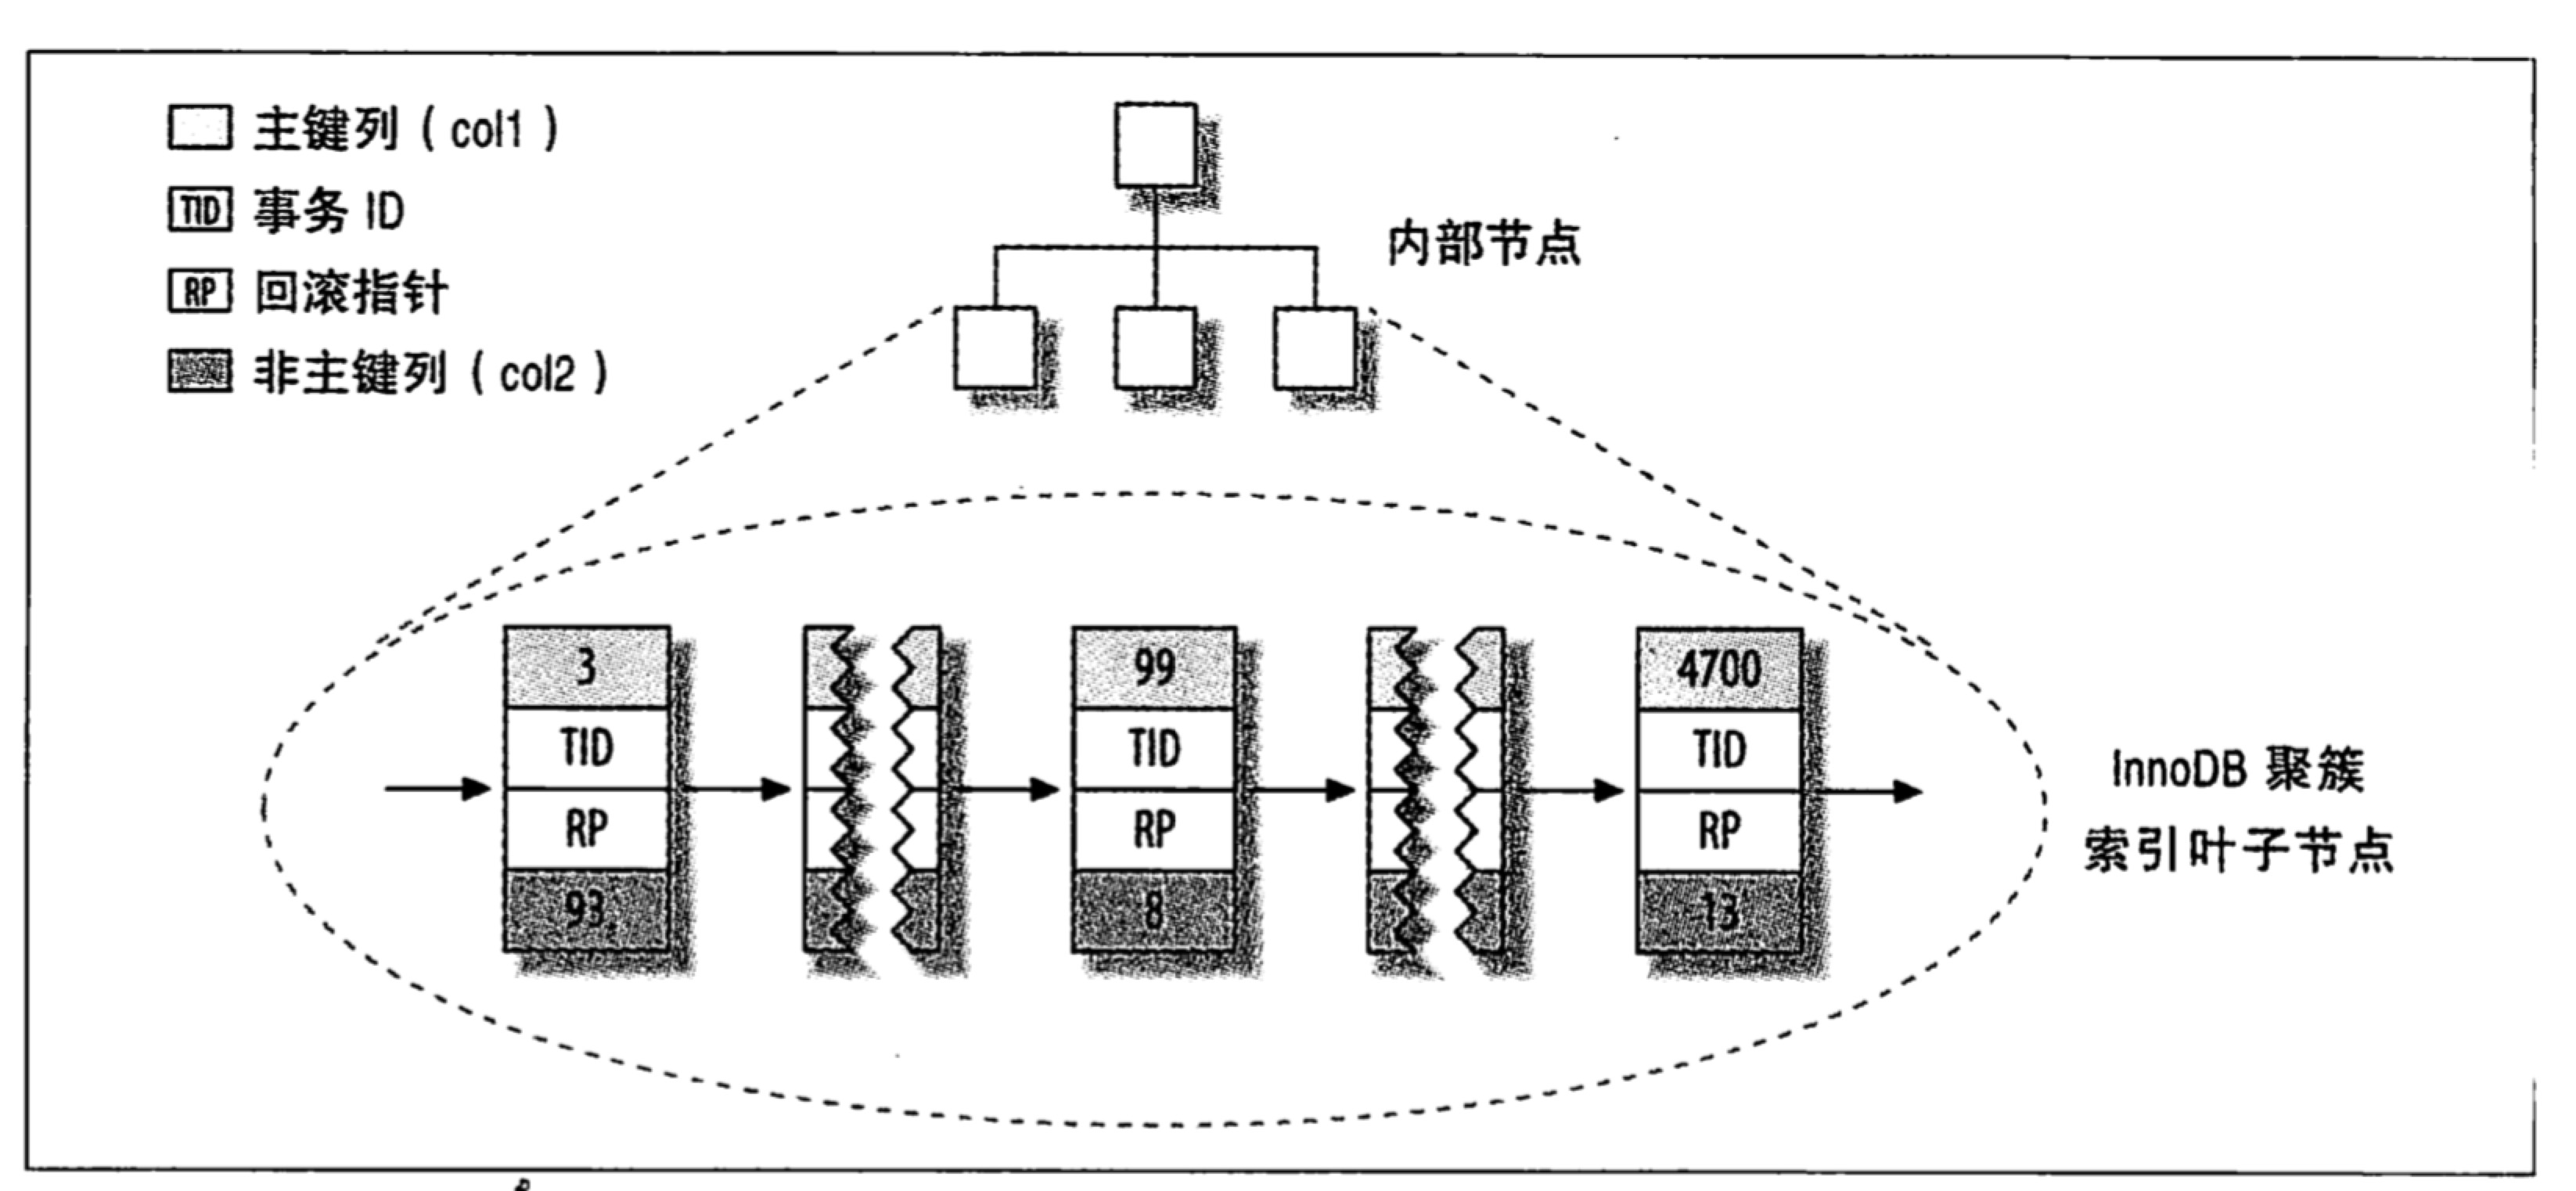 主键列（col1）
TID 事务 ID
RP 回滚指针
非主键列（col2）
内部节点
3
TID
RP
93
99
TID
RP
8
4700
TID
RP
13
InnoDB 聚簇
索引叶子节点